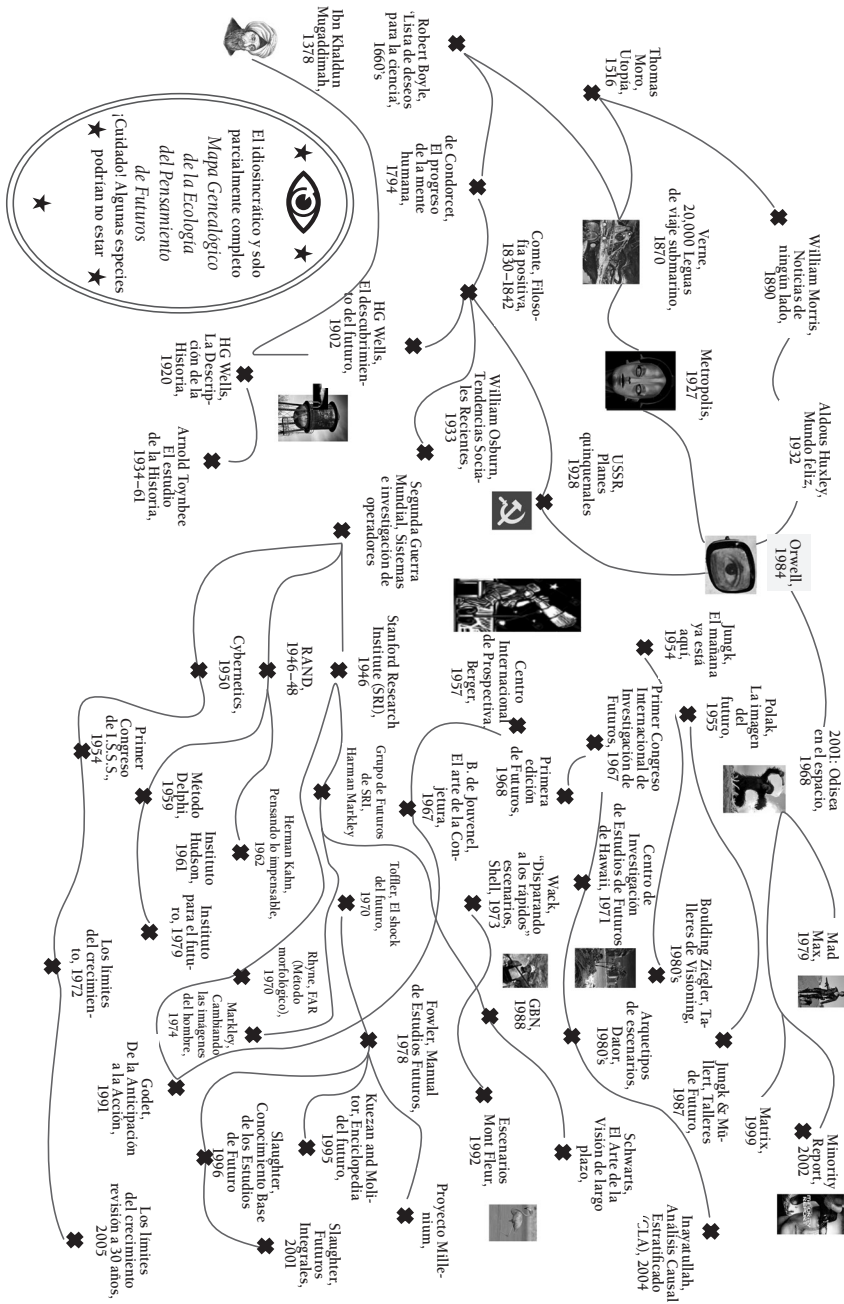 William Morris,
Noticias de
ningún lado,
1890
Aldous Huxley,
Mundo feliz,
1932
Orwell,
1984
2001: Odisea
en el espacio,
1968
Mad
Max,
1979
Matrix,
1999
Minority
Report,
2002
Thomas
Moro,
Utopía,
1516
Verne,
20,000 Leguas
de viaje submarino,
1870
Metropolis,
1927
USSR,
Planes
quinquenales
1928
Jungk,
El mañana
ya está
aquí,
1954
Polak,
La imagen
del
futuro,
1955
Boulding Ziegler, Ta-
lleres de Visioning,
1980's
Jungk & Mü-
llert, Talleres
de Futuro,
1987
Primer Congreso
Internacional de
Investigación de
Futuros, 1967
Centro de
Investigación
de Estudios de Futuros
de Hawaii, 1971
Arquetipos
de escenarios,
Dator,
1980's
Inayatullah,
Análisis Causal
Estratificado
(CLA), 2004
Robert Boyle,
'Lista de deseos
para la ciencia',
1660's
de Condorcet,
El progreso
de la mente
humana,
1794
Comte, Filoso-
fía positiva,
1830–1842
HG Wells,
El descubrimien-
to del futuro,
1902
William Osburn,
Tendencias Socia-
les Recientes,
1933
Centro
Internacional
de Prospectiva,
Berger,
1957
Primera
edición
de Futuros,
1968
B. de Jouvenel,
El arte de la Con-
jetura,
1967
Wack,
"Disparando
a los rápidos"
escenarios,
Shell, 1973
GBN,
1988
Escenarios
Mont Fleur,
1992
Schwarts,
El Arte de la
Visión de largo
plazo,
Ibn Khaldun
Mugaddimah,
1378
HG Wells,
La Descrip-
ción de la
Historia,
1920
Arnold Toynbee
El estudio
de la Historia,
1934–61
Segunda Guerra
Mundial, Sistemas
e investigación de
operadores
Stanford Research
Institute (SRI),
1946
Grupo de Futuros
de SRI,
Harman Markley
Toffler, El shock
del futuro,
1970
Fowler, Manual
de Estudios Futuros,
1978
Kuezan and Moli-
tor, Enciclopedia
del futuro,
1995
Proyecto Mille-
nium,
RAND,
1946–48
Herman Kahn,
Pensando lo impensable,
1962
Rhyne, FAR
(Método
morfológico),
1970
Markley,
Cambiando
las imágenes
del hombre,
1974
Slaughter,
Conocimiento Base
de los Estudios
de Futuro
1996
Slaughter,
Futuros
Integrales,
2001
Cybernetics,
1950
Método
Delphi,
1959
Instituto
Hudson,
1961
Instituto
para el futu-
ro, 1979
Godet,
De la Anticipación
a la Acción,
1991
Primer
Congreso
de I.S.S.S.,
1954
Los límites
del crecimien-
to, 1972
Los límites
del crecimiento
revisión a 30 años,
2005
El idiosincrático y solo
parcialmente completo
Mapa Genealógico
de la Ecología
del Pensamiento
de Futuros
¡Cuidado! Algunas especies
podrían no estar